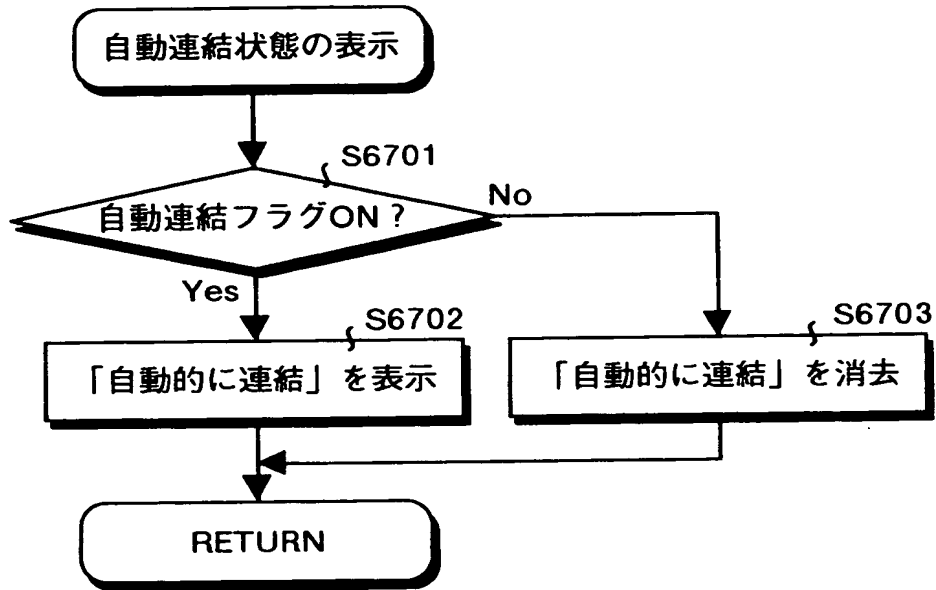 自動連結状態の表示
S6701
自動連結フラグON?
No
Yes
S6702
「自動的に連結」を表示
S6703
「自動的に連結」を消去
RETURN